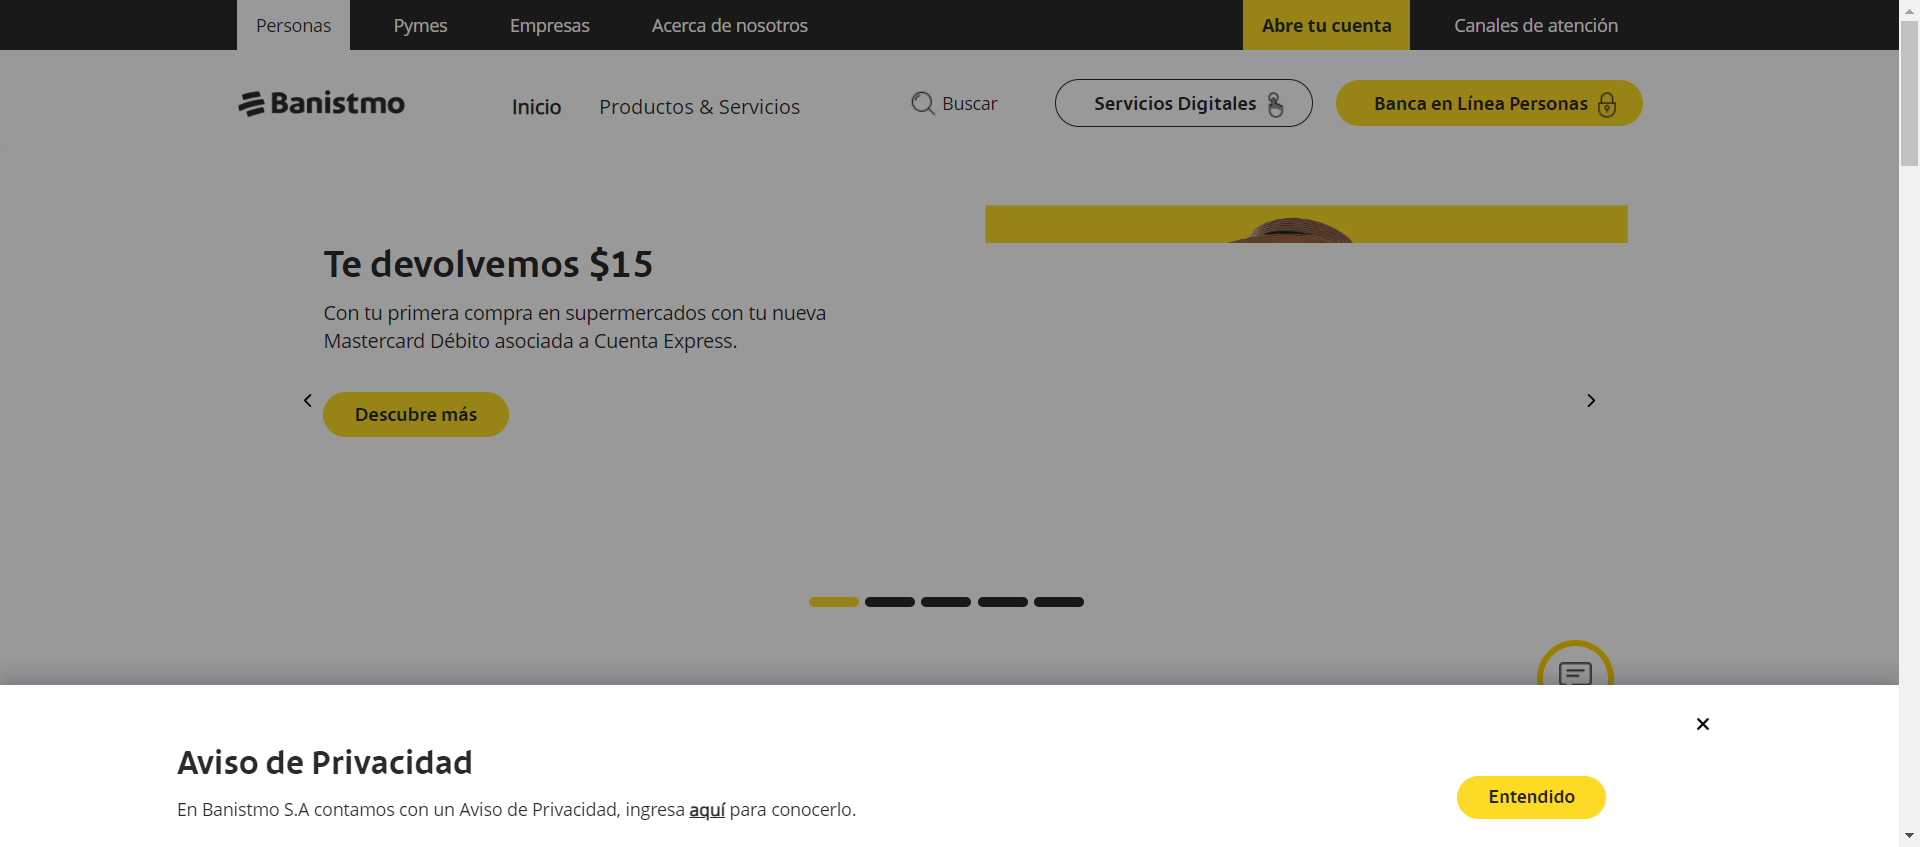 Personas
Pymes
Empresas
Acerca de nosotros
Abre tu cuenta
Canales de atención
Banistmo
Inicio
Productos & Servicios
Buscar
Servicios Digitales
Banca en Línea Personas
Te devolvemos $15
Con tu primera compra en supermercados con tu nueva
Mastercard Débito asociada a Cuenta Express.
Descubre más
Aviso de Privacidad
En Banistmo S.A contamos con un Aviso de Privacidad, ingresa aquí para conocerlo.
Entendido